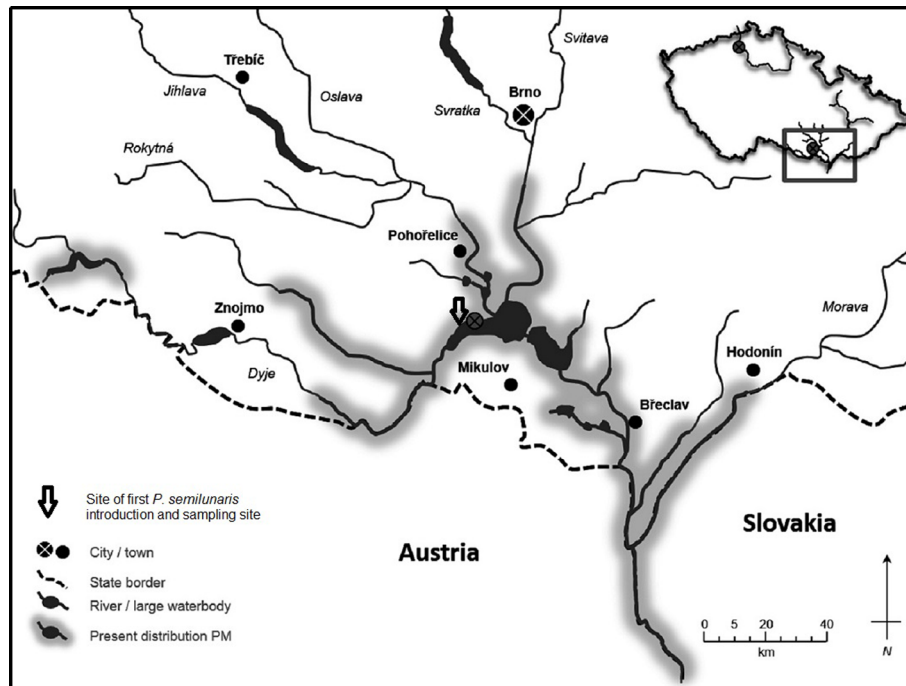 Svitava
Třebíč
Brno
Jihlava
Oslava
Svratka
Rokytná
Pohořelice
Znojmo
Morava
Mikulov
Hodonín
Dyje
Břeclav
Site of first P. semilunaris
introduction and sampling site
City / town
State border
River / large waterbody
Present distribution PM
Austria
Slovakia
0 5 10 20 40
km
N